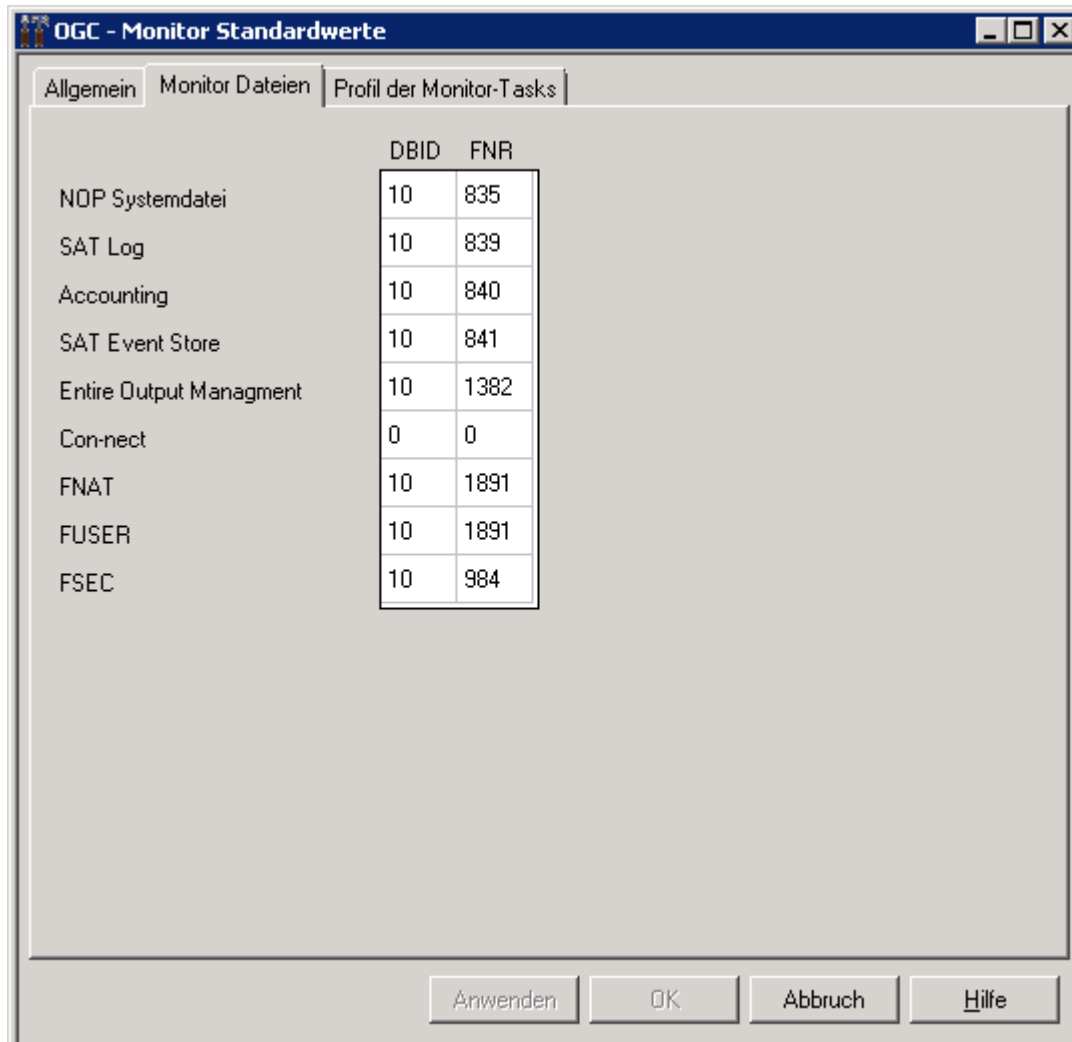 OGC - Monitor Standardwerte
Allgemein Monitor Dateien Profil der Monitor-Tasks
DBID FNR
NOP Systemdatei 10 835
SAT Log 10 839
Accounting 10 840
SAT Event Store 10 841
Entire Output Managment 10 1382
Con-nect 0 0
FNAT 10 1891
FUSER 10 1891
FSEC 10 984
Anwenden OK Abbruch Hilfe